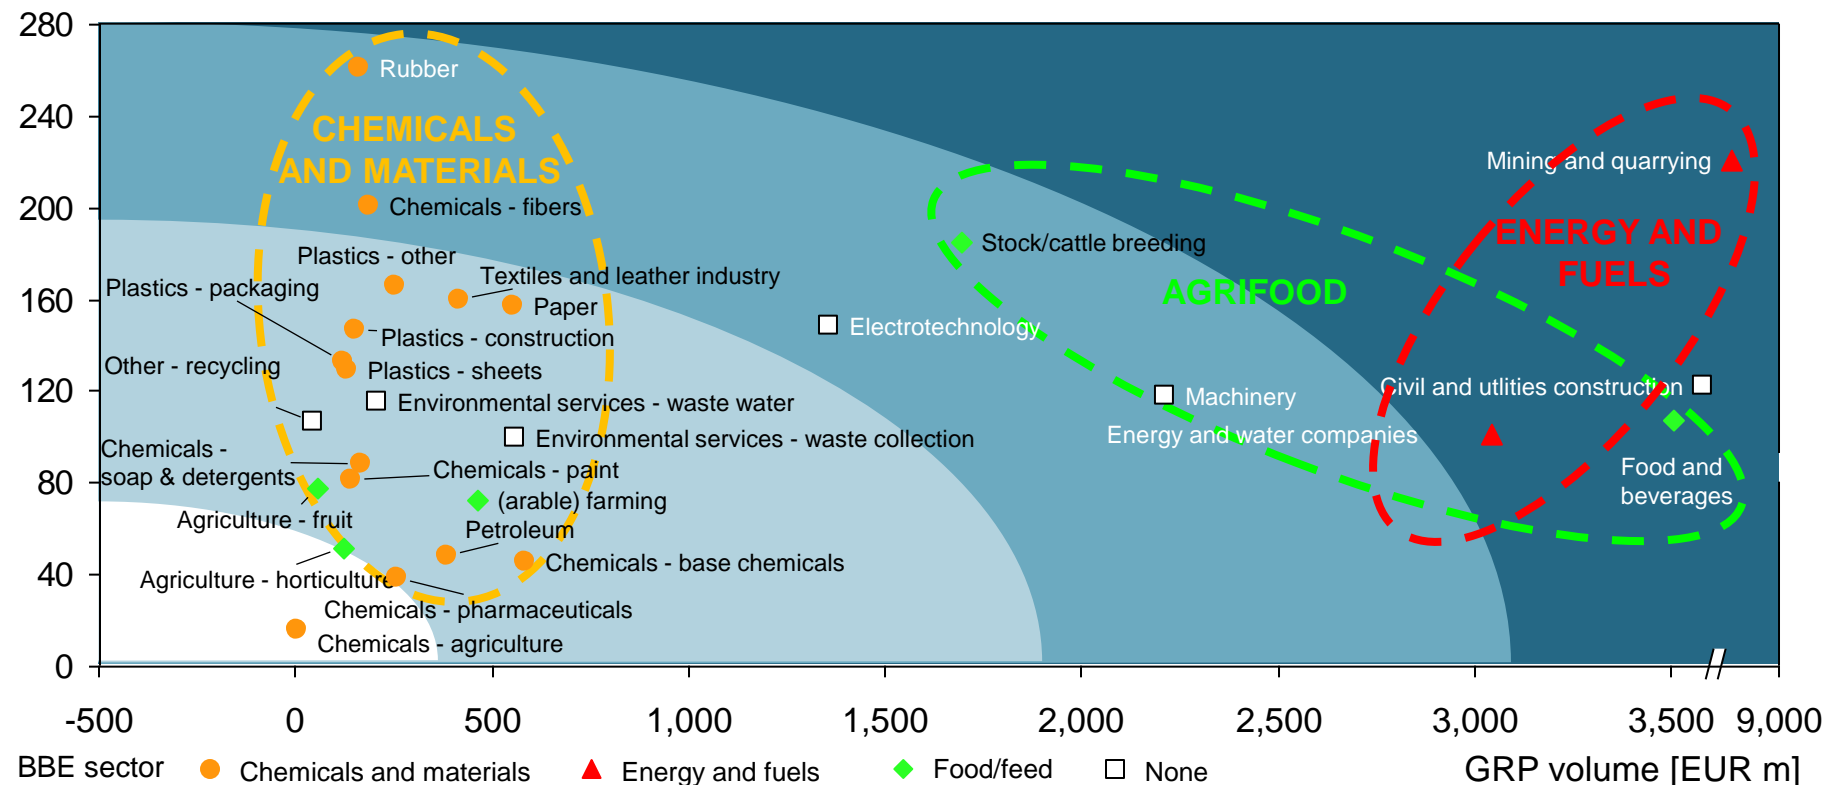 280
240
200
160
120
80
40
0
Rubber
CHEMICALS
AND MATERIALS
Chemicals - fibers
Plastics - other
Textiles and leather industry
Plastics - packaging
Paper
Plastics - construction
Other - recycling
Plastics - sheets
Environmental services - waste water
Environmental services - waste collection
Chemicals -
soap & detergents
Chemicals - paint
(arable) farming
Agriculture - fruit
Petroleum
Chemicals - base chemicals
Agriculture - horticulture
Chemicals - pharmaceuticals
Chemicals - agriculture
Stock/cattle breeding
AGRIFOOD
Electrotechnology
Machinery
Mining and quarrying
ENERGY AND
FUELS
Civil and utlities construction
Energy and water companies
Food and
beverages
-500 0 500 1,000 1,500 2,000 2,500 3,000 3,500 9,000
BBE sector Chemicals and materials Energy and fuels Food/feed None GRP volume [EUR m]